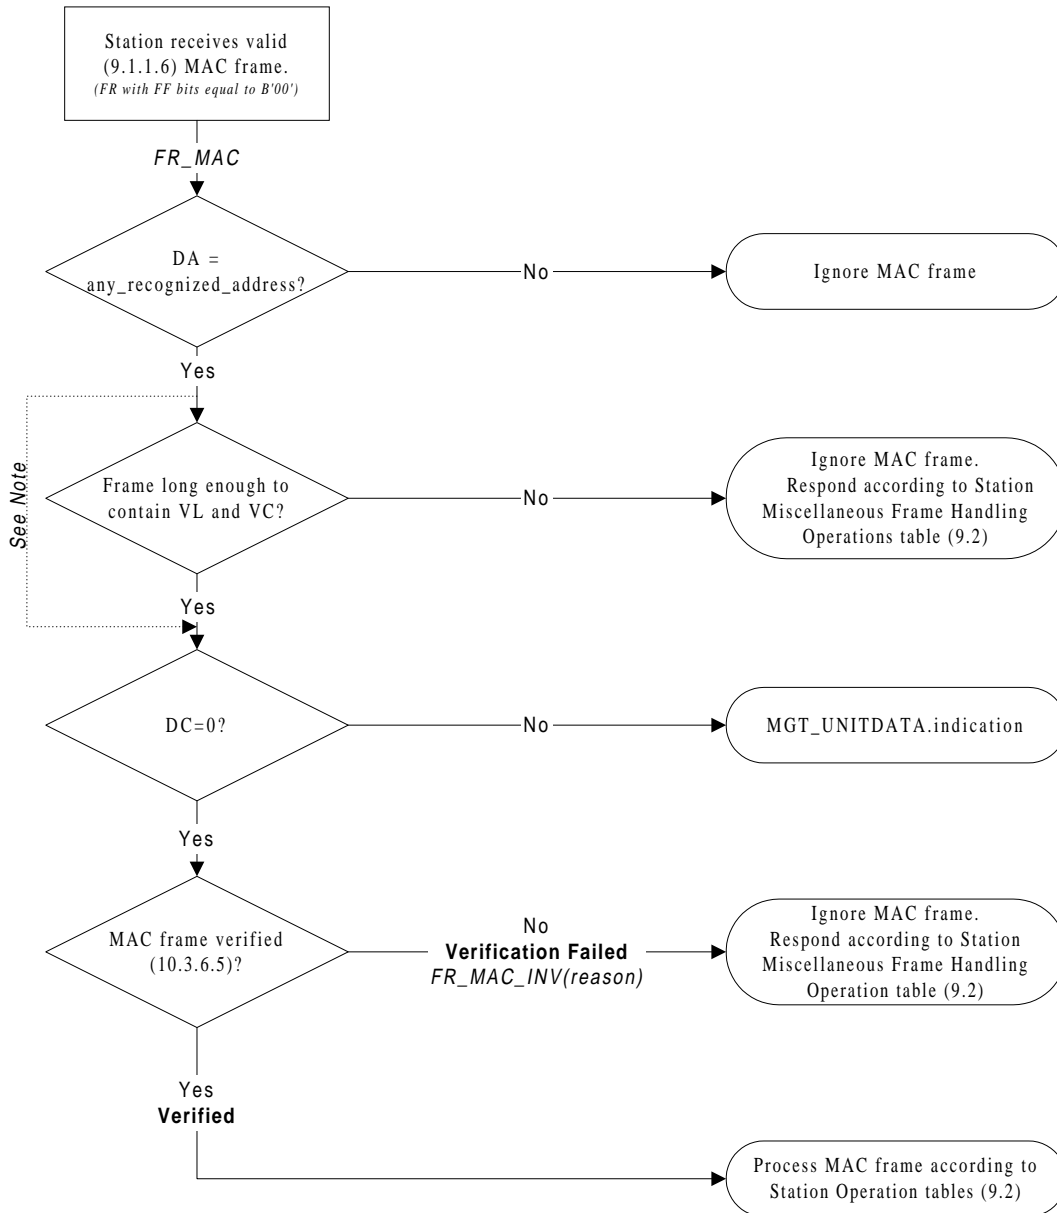 Station receives valid
(9.1.1.6) MAC frame.
(FR with FF bits equal to B'00')
FR_MAC
DA =
any_recognized_address?
No
Ignore MAC frame
Yes
See Note
Frame long enough to
contain VL and VC?
No
Ignore MAC frame.
Respond according to Station
Miscellaneous Frame Handling
Operations table (9.2)
Yes
DC=0?
No
MGT_UNITDATA.indication
Yes
MAC frame verified
(10.3.6.5)?
No
Verification Failed
FR_MAC_INV(reason)
Ignore MAC frame.
Respond according to Station
Miscellaneous Frame Handling
Operation table (9.2)
Yes
Verified
Process MAC frame according to
Station Operation tables (9.2)